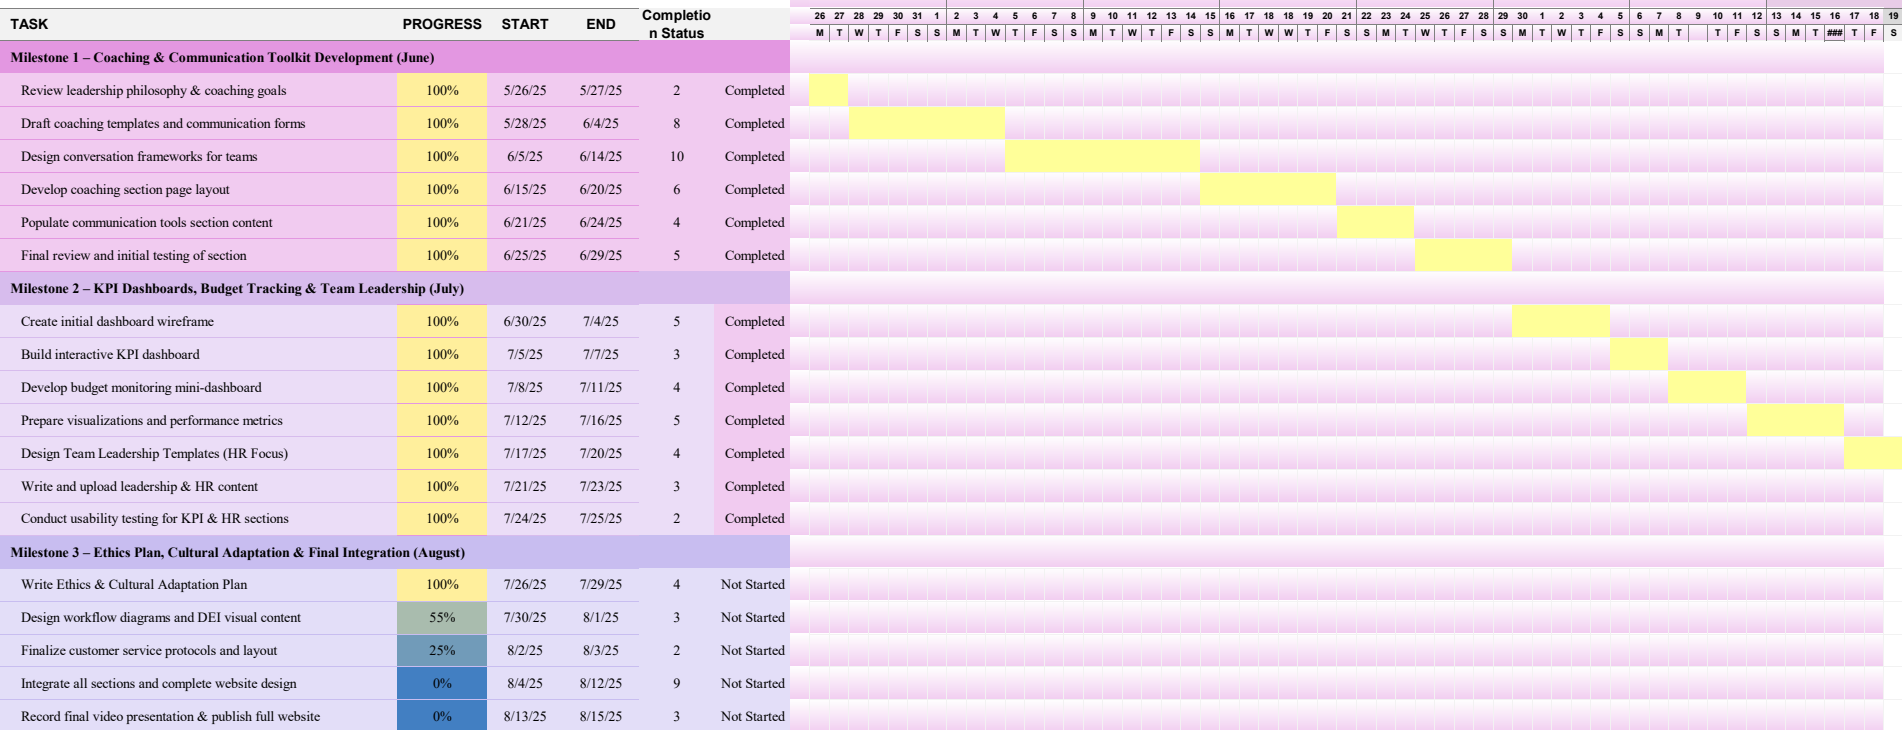 TASK PROGRESS START END Completio
n Status
26 27 28 29 30 31 1 2 3 4 5 6 7 8 9 10 11 12 13 14 15 16 17 18 18 19 20 21 22 23 24 25 26 27 28 29 30 1 2 3 4 5 6 7 8 9 10 11 12 13 14 15 16 17 18 19
M T W T F S S M T W T F S S M T W T F S S M T W W T F S S M T W T F S S M T W T F S S M T T F S S M T ### T F S
Milestone 1 – Coaching & Communication Toolkit Development (June)
Review leadership philosophy & coaching goals 100% 5/26/25 5/27/25 2 Completed
Draft coaching templates and communication forms 100% 5/28/25 6/4/25 8 Completed
Design conversation frameworks for teams 100% 6/5/25 6/14/25 10 Completed
Develop coaching section page layout 100% 6/15/25 6/20/25 6 Completed
Populate communication tools section content 100% 6/21/25 6/24/25 4 Completed
Final review and initial testing of section 100% 6/25/25 6/29/25 5 Completed
Milestone 2 – KPI Dashboards, Budget Tracking & Team Leadership (July)
Create initial dashboard wireframe 100% 6/30/25 7/4/25 5 Completed
Build interactive KPI dashboard 100% 7/5/25 7/7/25 3 Completed
Develop budget monitoring mini-dashboard 100% 7/8/25 7/11/25 4 Completed
Prepare visualizations and performance metrics 100% 7/12/25 7/16/25 5 Completed
Design Team Leadership Templates (HR Focus) 100% 7/17/25 7/20/25 4 Completed
Write and upload leadership & HR content 100% 7/21/25 7/23/25 3 Completed
Conduct usability testing for KPI & HR sections 100% 7/24/25 7/25/25 2 Completed
Milestone 3 – Ethics Plan, Cultural Adaptation & Final Integration (August)
Write Ethics & Cultural Adaptation Plan 100% 7/26/25 7/29/25 4 Not Started
Design workflow diagrams and DEI visual content 55% 7/30/25 8/1/25 3 Not Started
Finalize customer service protocols and layout 25% 8/2/25 8/3/25 2 Not Started
Integrate all sections and complete website design 0% 8/4/25 8/12/25 9 Not Started
Record final video presentation & publish full website 0% 8/13/25 8/15/25 3 Not Started